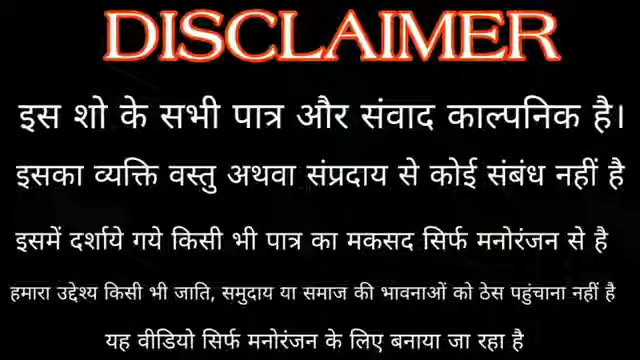 DISCLAIMER
इस शो के सभी पात्र और संवाद काल्पनिक है।
इसका व्यक्ति वस्तु अथवा संप्रदाय से कोई संबंध नहीं है
इसमें दर्शाये गये किसी भी पात्र का मकसद सिर्फ मनोरंजन से है
हमारा उद्देश्य किसी भी जाति, समुदाय या समाज की भावनाओं को ठेस पहुंचाना नहीं है
यह वीडियो सिर्फ मनोरंजन के लिए बनाया जा रहा है